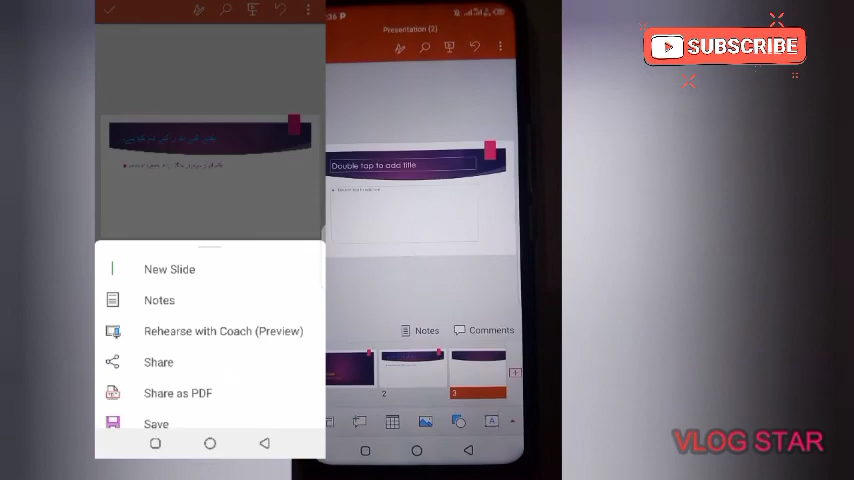 Presentation (2)
SUBSCRIBE
Double tap to add title
New Slide
Notes
Rehearse with Coach (Preview)
Share
Share as PDF
Save
Notes
Comments
2
3
VLOG STAR